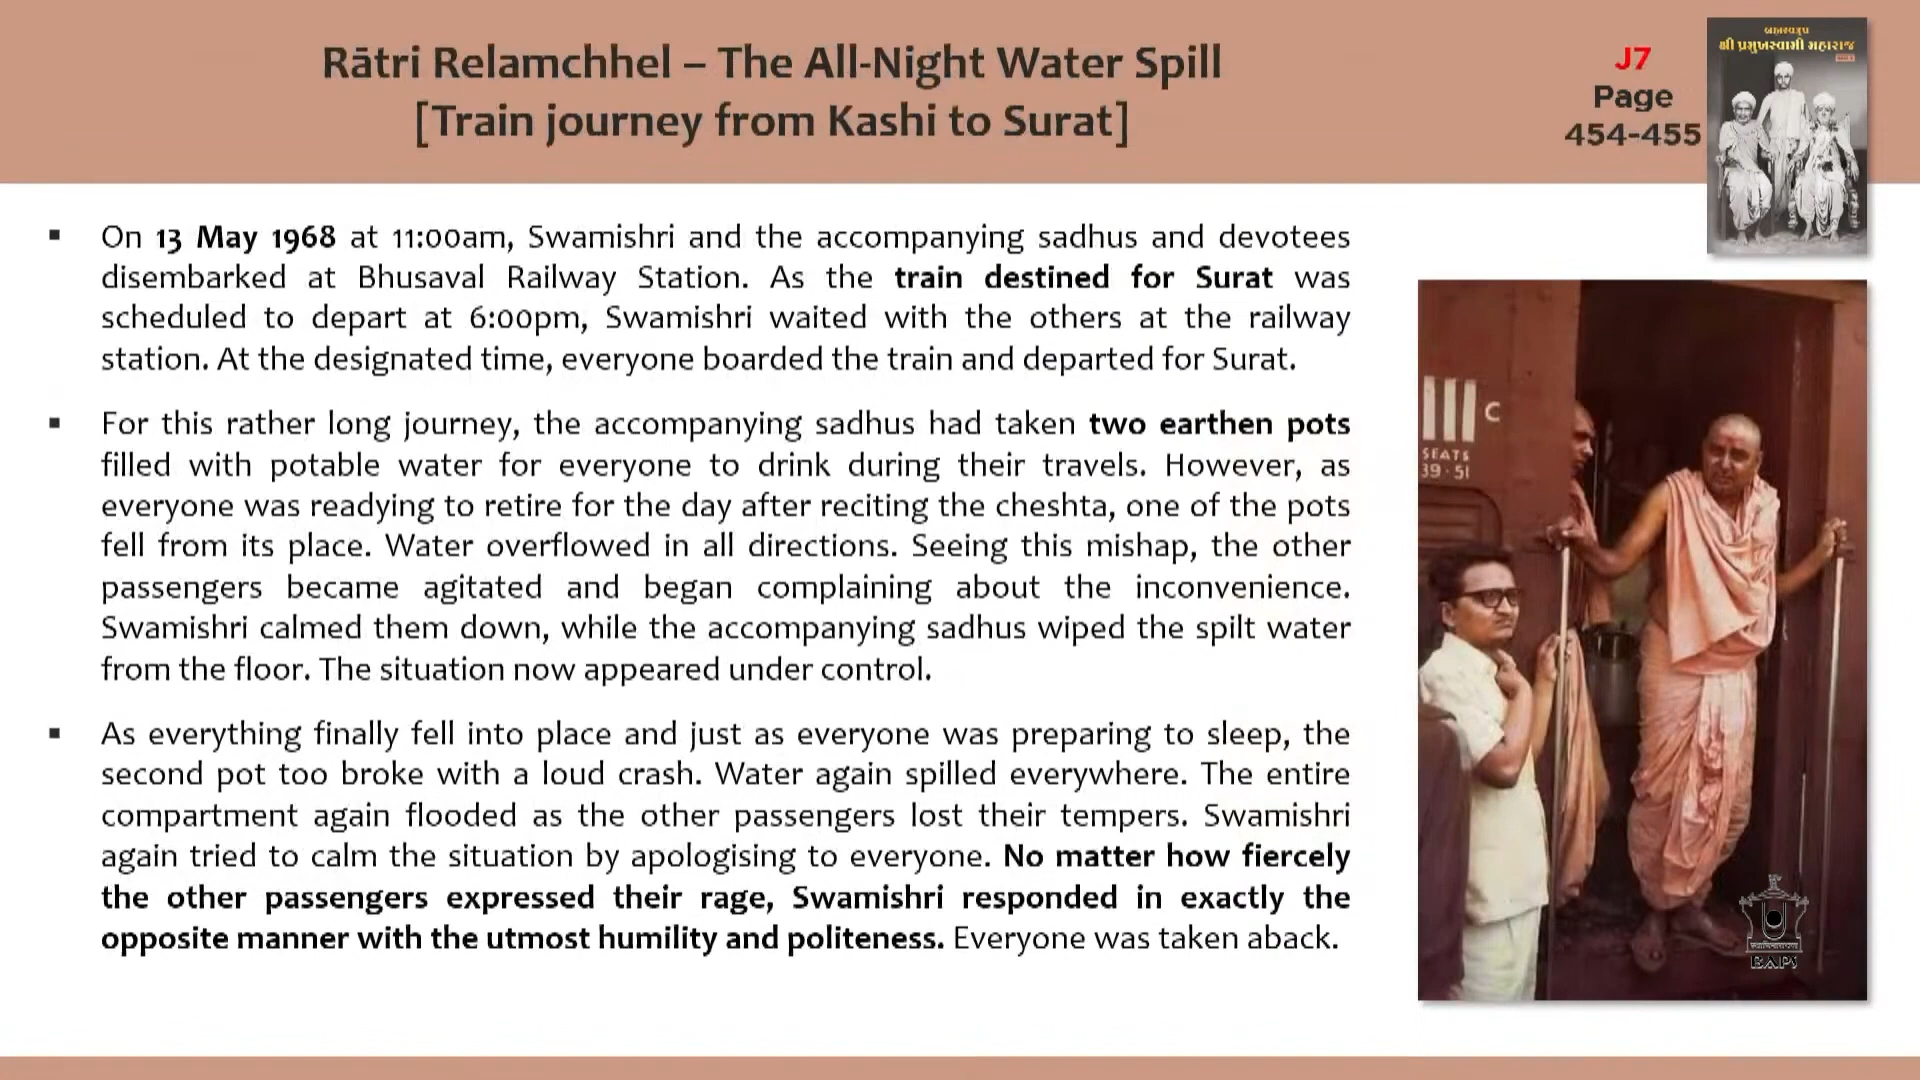 Rātri Relamchhel – The All-Night Water Spill
[Train journey from Kashi to Surat]
J7
Page
454-455
બ્રહ્મસ્વરૂપ
શ્રી પ્રમુખસ્વામી મહારાજ
▪ On 13 May 1968 at 11:00am, Swamishri and the accompanying sadhus and devotees
disembarked at Bhusaval Railway Station. As the train destined for Surat was
scheduled to depart at 6:00pm, Swamishri waited with the others at the railway
station. At the designated time, everyone boarded the train and departed for Surat.
▪ For this rather long journey, the accompanying sadhus had taken two earthen pots
filled with potable water for everyone to drink during their travels. However, as
everyone was readying to retire for the day after reciting the cheshta, one of the pots
fell from its place. Water overflowed in all directions. Seeing this mishap, the other
passengers became agitated and began complaining about the inconvenience.
Swamishri calmed them down, while the accompanying sadhus wiped the spilt water
from the floor. The situation now appeared under control.
▪ As everything finally fell into place and just as everyone was preparing to sleep, the
second pot too broke with a loud crash. Water again spilled everywhere. The entire
compartment again flooded as the other passengers lost their tempers. Swamishri
again tried to calm the situation by apologising to everyone. No matter how fiercely
the other passengers expressed their rage, Swamishri responded in exactly the
opposite manner with the utmost humility and politeness. Everyone was taken aback.
III C
SEATS
39-51
BAPS